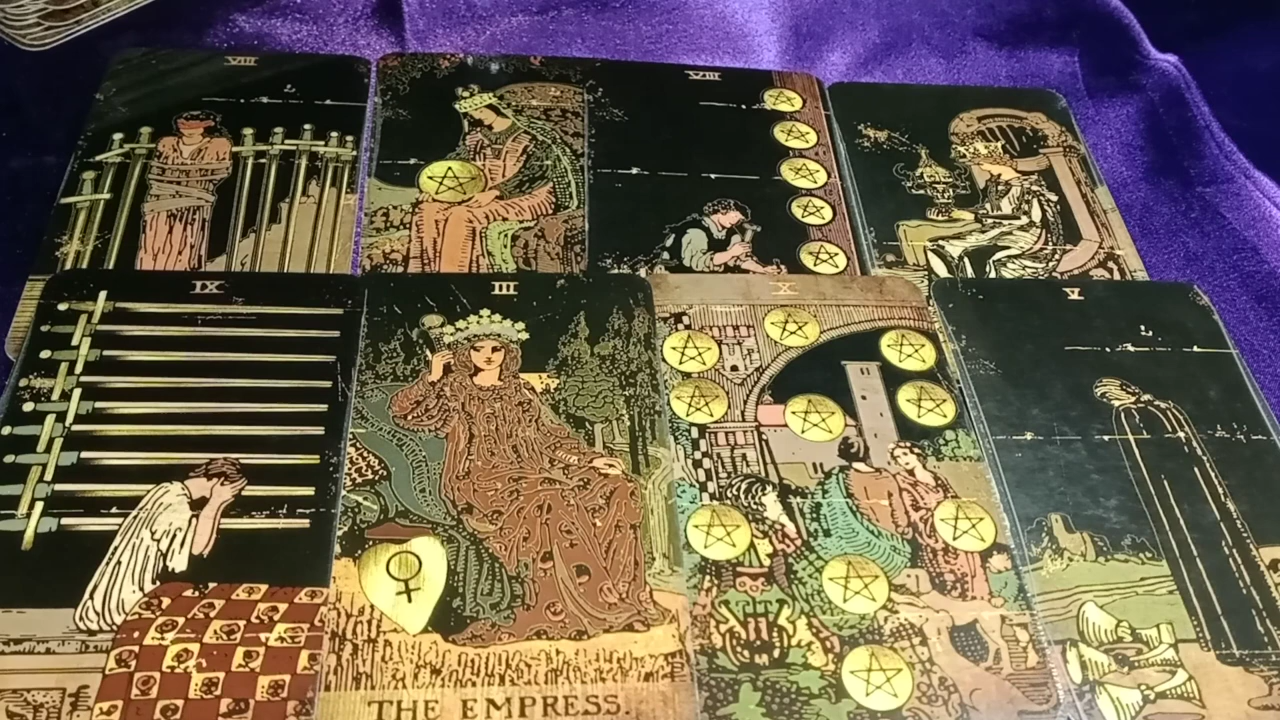 VIII
VIII
IX
III
X
V
THE EMPRESS.